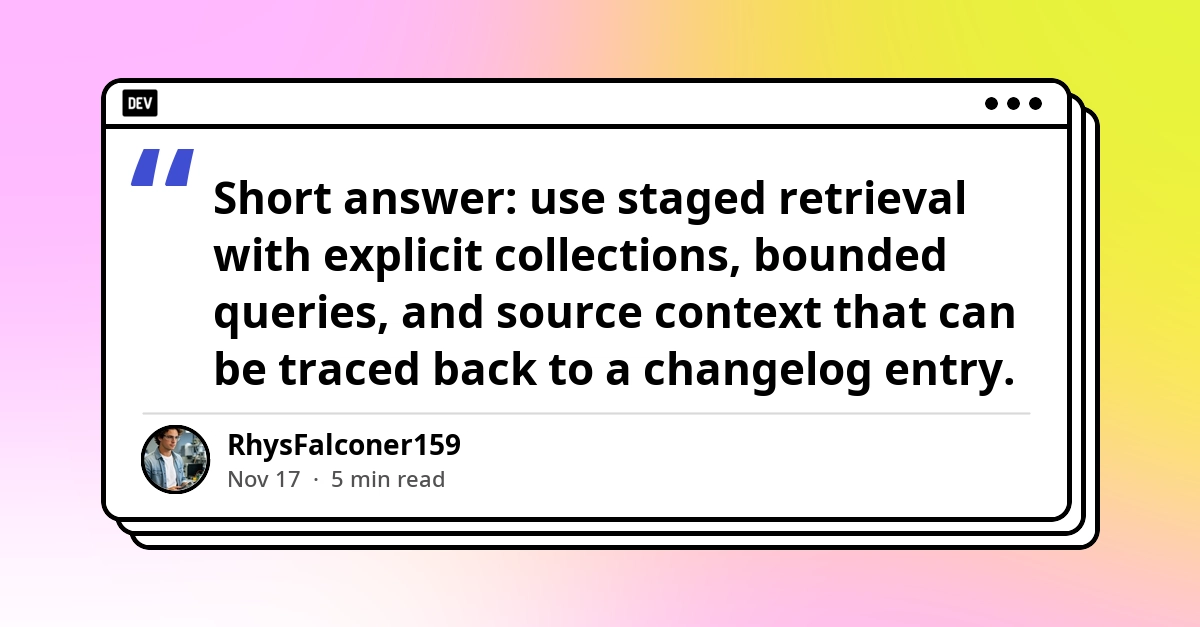 DEV
“
Short answer: use staged retrieval
with explicit collections, bounded
queries, and source context that can
be traced back to a changelog entry.
RhysFalconer159
Nov 17 · 5 min read